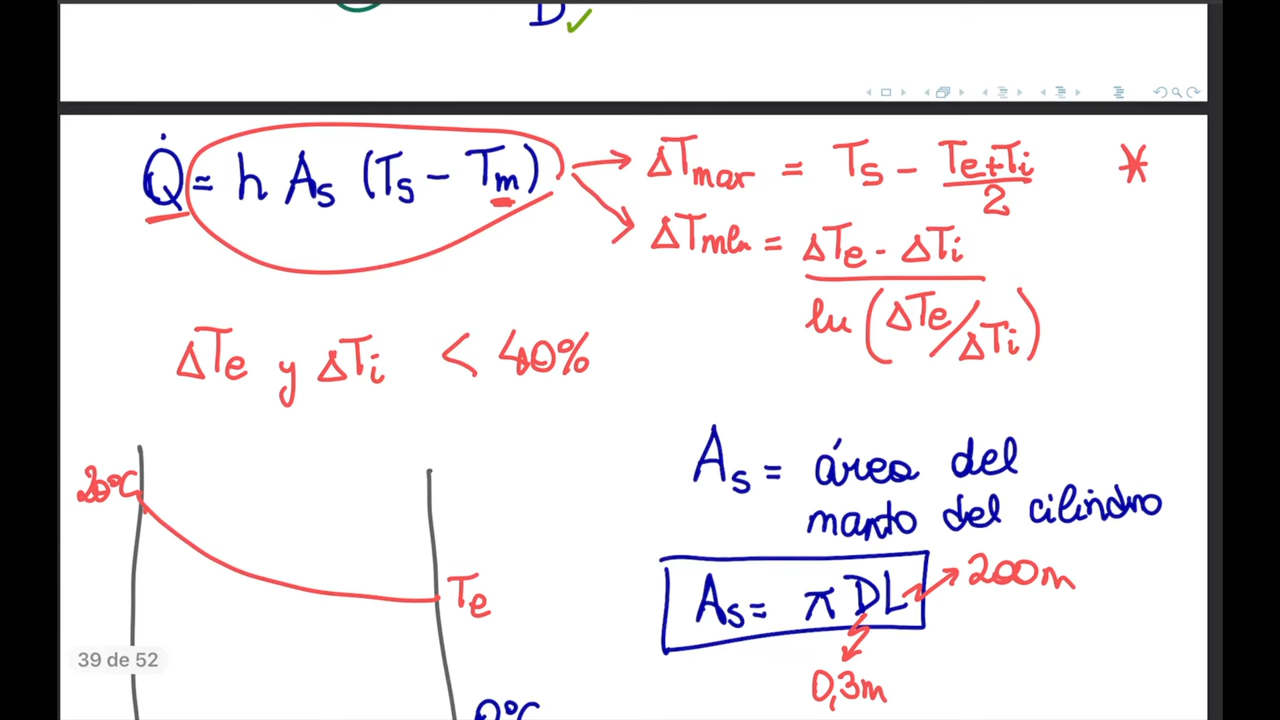 D ✓
Q̇ = h As (Ts − Tm)
ΔTmax = Ts − (Te+Ti)/2 *
ΔTmln = (ΔTe - ΔTi) / ln (ΔTe/ΔTi)
ΔTe y ΔTi < 40%
As = área del
manto del cilindro
20°C
As = π D L
200m
Te
0,3m
39 de 52
0°C